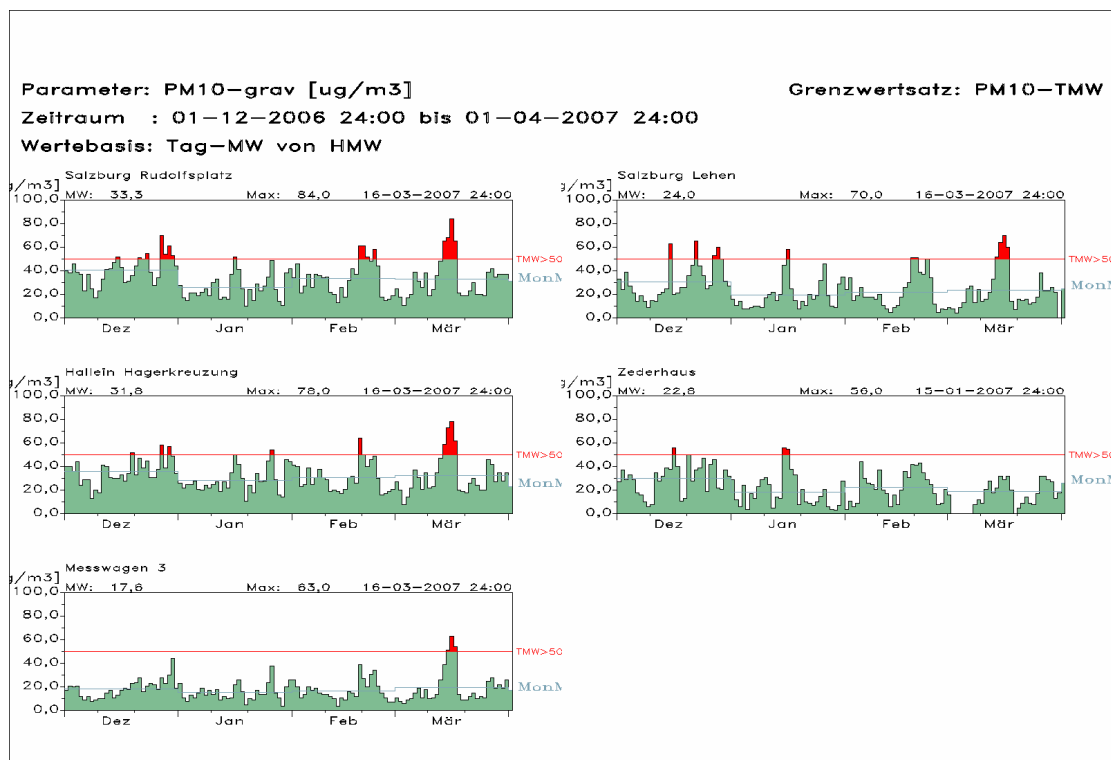 Parameter: PM10-grav [ug/m3] Grenzwertsatz: PM10-TMW
Zeitraum : 01-12-2006 24:00 bis 01-04-2007 24:00
Wertebasis: Tag-MW von HMW
Salzburg Rudolfsplatz
g/m3] MW: 33,3 Max: 84,0 16-03-2007 24:00
100,0
80,0
60,0
TMW>50
40,0
MonM
20,0
0,0
Dez Jan Feb Mär
Salzburg Lehen
g/m3] MW: 24,0 Max: 70,0 16-03-2007 24:00
100,0
80,0
60,0
TMW>50
40,0
MonM
20,0
0,0
Dez Jan Feb Mär
Hallein Hagerkreuzung
g/m3] MW: 31,8 Max: 78,0 16-03-2007 24:00
100,0
80,0
60,0
TMW>50
40,0
MonM
20,0
0,0
Dez Jan Feb Mär
Zederhaus
g/m3] MW: 22,8 Max: 56,0 15-01-2007 24:00
100,0
80,0
60,0
TMW>50
40,0
MonM
20,0
0,0
Dez Jan Feb Mär
Messwagen 3
g/m3] MW: 17,6 Max: 63,0 16-03-2007 24:00
100,0
80,0
60,0
TMW>50
40,0
MonM
20,0
0,0
Dez Jan Feb Mär